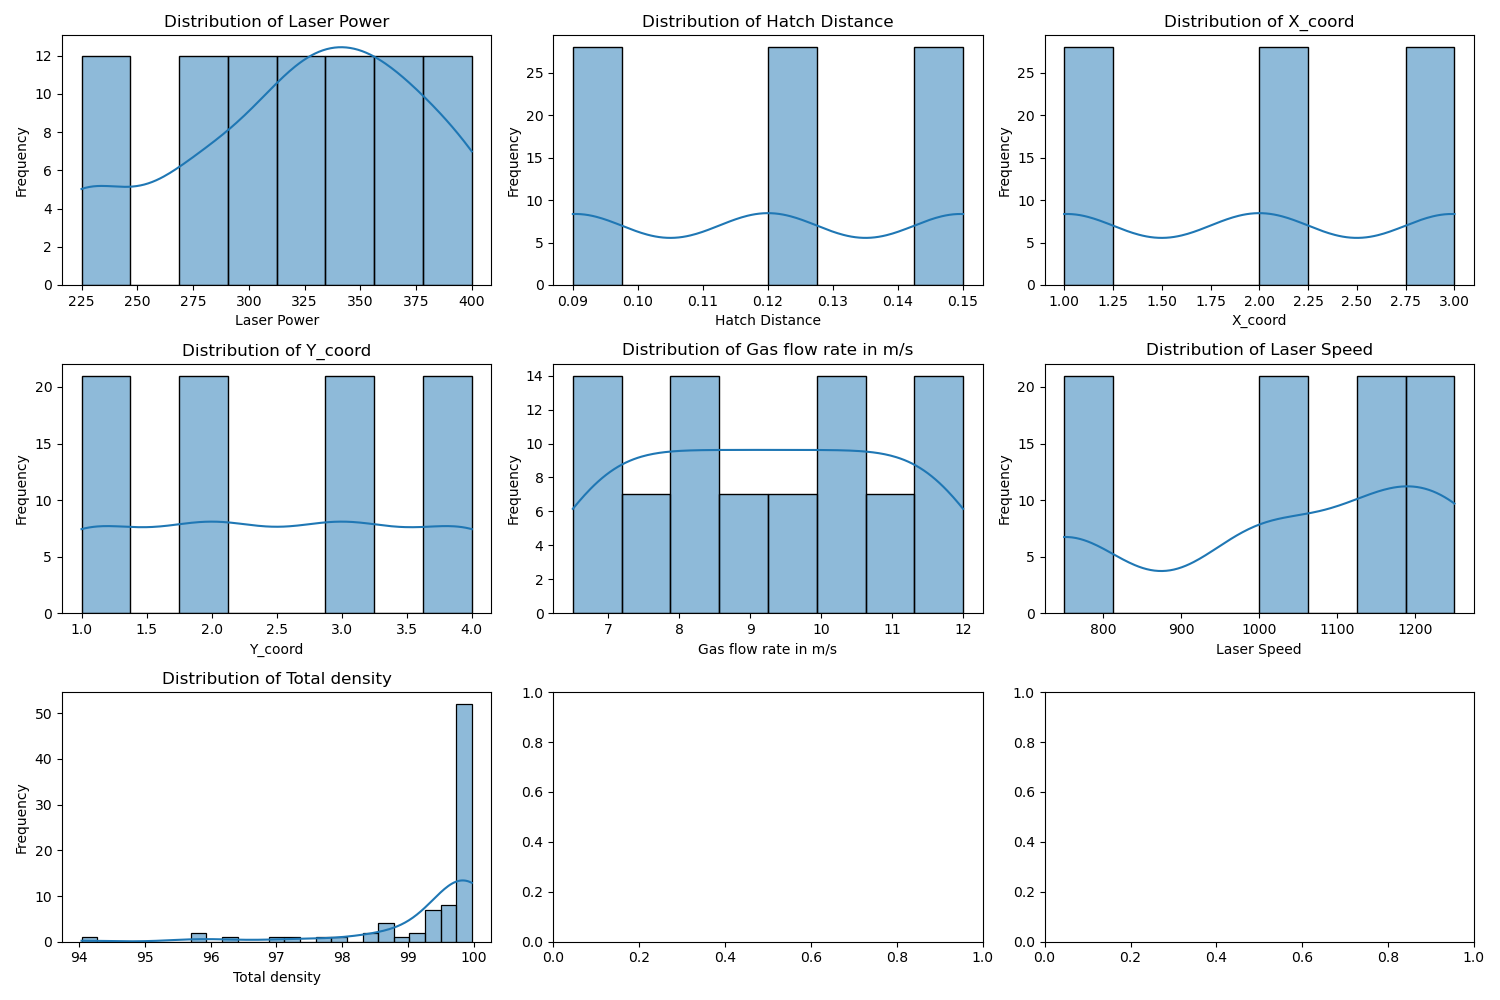 Distribution of Laser Power
Frequency
12
10
8
6
4
2
0
225 250 275 300 325 350 375 400
Laser Power
Distribution of Hatch Distance
Frequency
25
20
15
10
5
0
0.09 0.10 0.11 0.12 0.13 0.14 0.15
Hatch Distance
Distribution of X_coord
Frequency
25
20
15
10
5
0
1.00 1.25 1.50 1.75 2.00 2.25 2.50 2.75 3.00
X_coord
Distribution of Y_coord
Frequency
20
15
10
5
0
1.0 1.5 2.0 2.5 3.0 3.5 4.0
Y_coord
Distribution of Gas flow rate in m/s
Frequency
14
12
10
8
6
4
2
0
7 8 9 10 11 12
Gas flow rate in m/s
Distribution of Laser Speed
Frequency
20
15
10
5
0
800 900 1000 1100 1200
Laser Speed
Distribution of Total density
Frequency
50
40
30
20
10
0
94 95 96 97 98 99 100
Total density
1.0
0.8
0.6
0.4
0.2
0.0
0.0 0.2 0.4 0.6 0.8 1.0
1.0
0.8
0.6
0.4
0.2
0.0
0.0 0.2 0.4 0.6 0.8 1.0